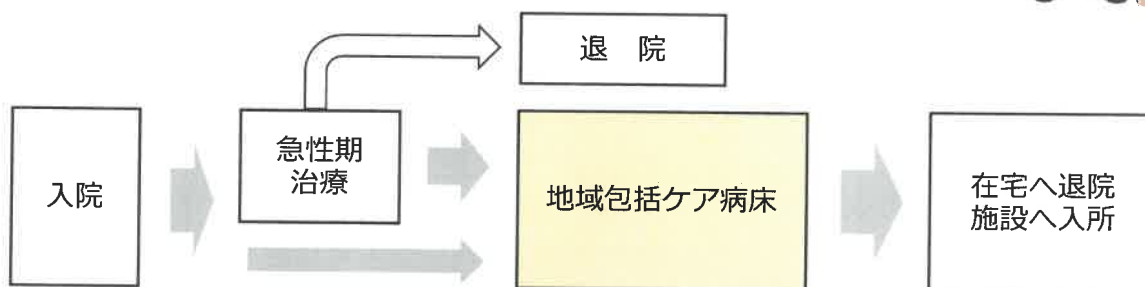 退 院
入院
急性期
治療
地域包括ケア病床
在宅へ退院
施設へ入所